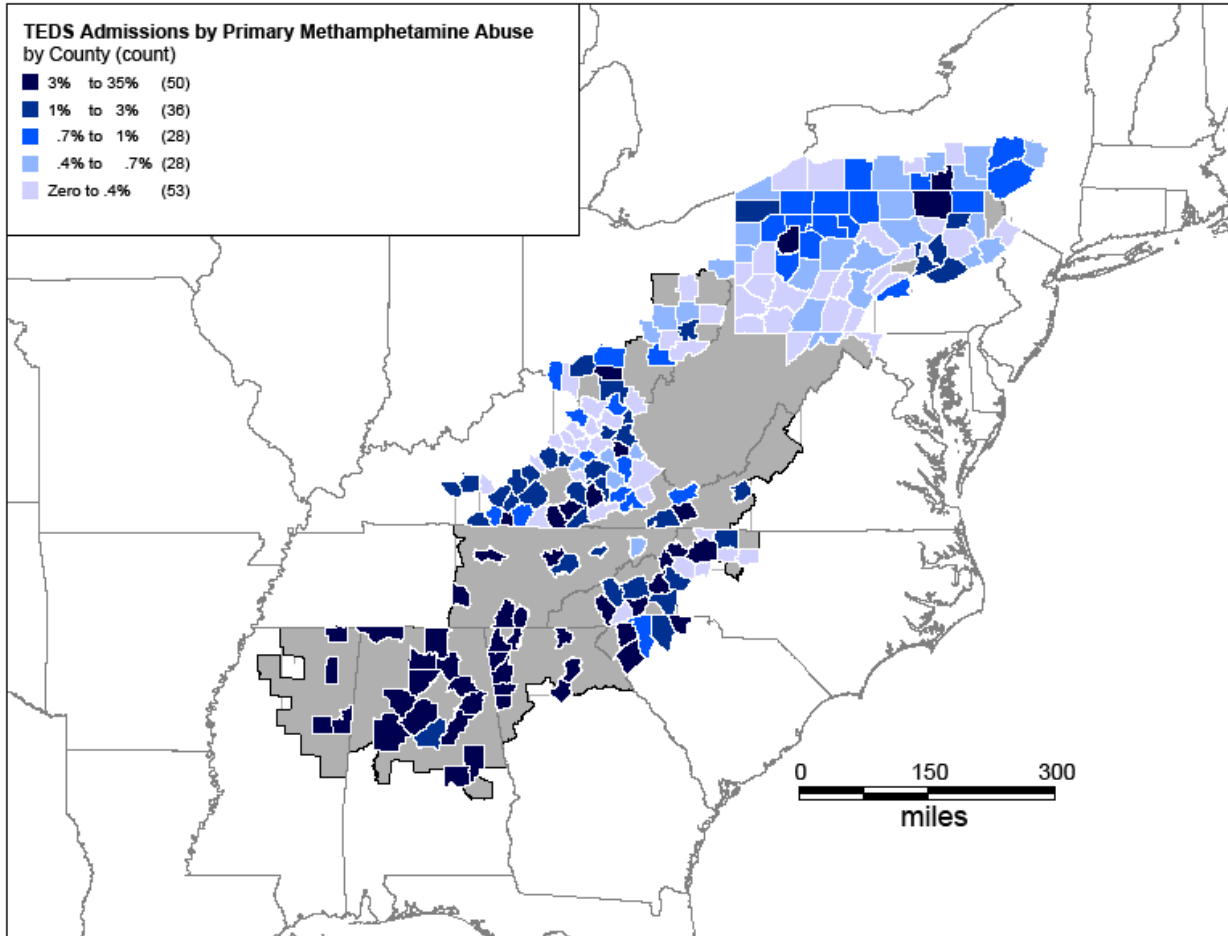 TEDS Admissions by Primary Methamphetamine Abuse
by County (count)
3% to 35% (50)
1% to 3% (36)
.7% to 1% (28)
.4% to .7% (28)
Zero to .4% (53)
0 150 300
miles